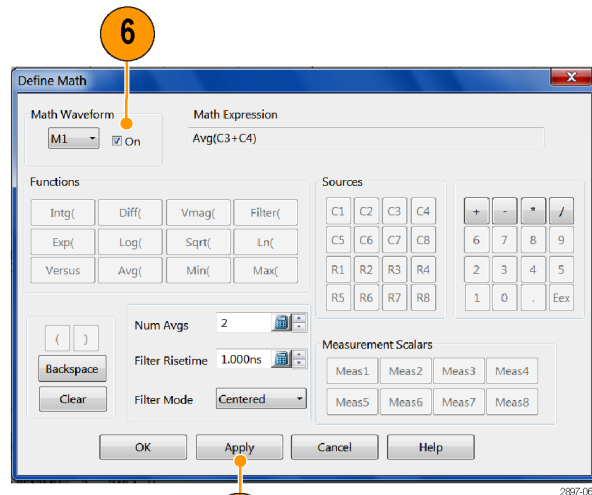 6
Define Math
Math Waveform
Math Expression
M1
On
Avg(C3+C4)
Functions
Intg( Diff( Vmag( Filter(
Exp( Log( Sqrt( Ln(
Versus Avg( Min( Max(
Sources
C1 C2 C3 C4
C5 C6 C7 C8
R1 R2 R3 R4
R5 R6 R7 R8
+ - * /
6 7 8 9
2 3 4 5
1 0 . Eex
( )
Backspace
Clear
Num Avgs 2
Filter Risetime 1.000ns
Filter Mode Centered
Measurement Scalars
Meas1 Meas2 Meas3 Meas4
Meas5 Meas6 Meas7 Meas8
OK Apply Cancel Help